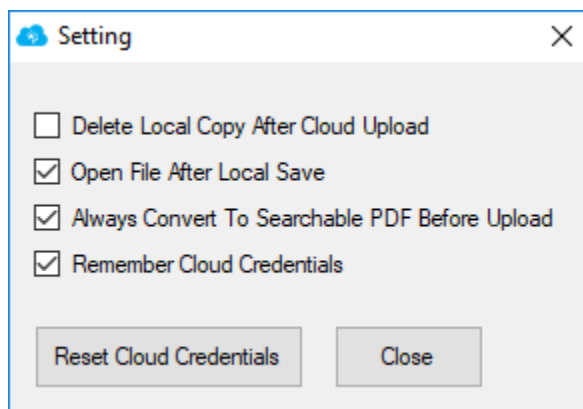 Setting
Delete Local Copy After Cloud Upload
Open File After Local Save
Always Convert To Searchable PDF Before Upload
Remember Cloud Credentials
Reset Cloud Credentials Close